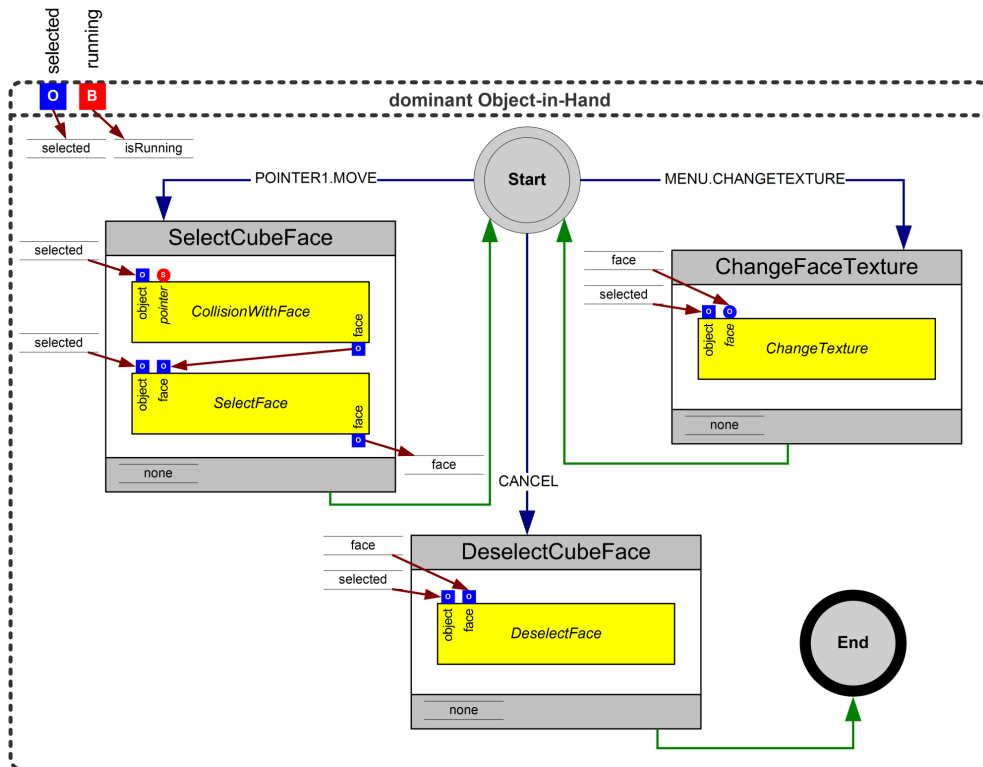 selected
running
O
B
dominant Object-in-Hand
selected
isRunning
Start
POINTER1.MOVE
MENU.CHANGETEXTURE
SelectCubeFace
selected
O
S
object
pointer
CollisionWithFace
face
O
selected
O
O
object
face
SelectFace
face
O
face
none
ChangeFaceTexture
face
selected
O
O
object
face
ChangeTexture
none
CANCEL
DeselectCubeFace
face
selected
O
O
object
face
DeselectFace
none
End